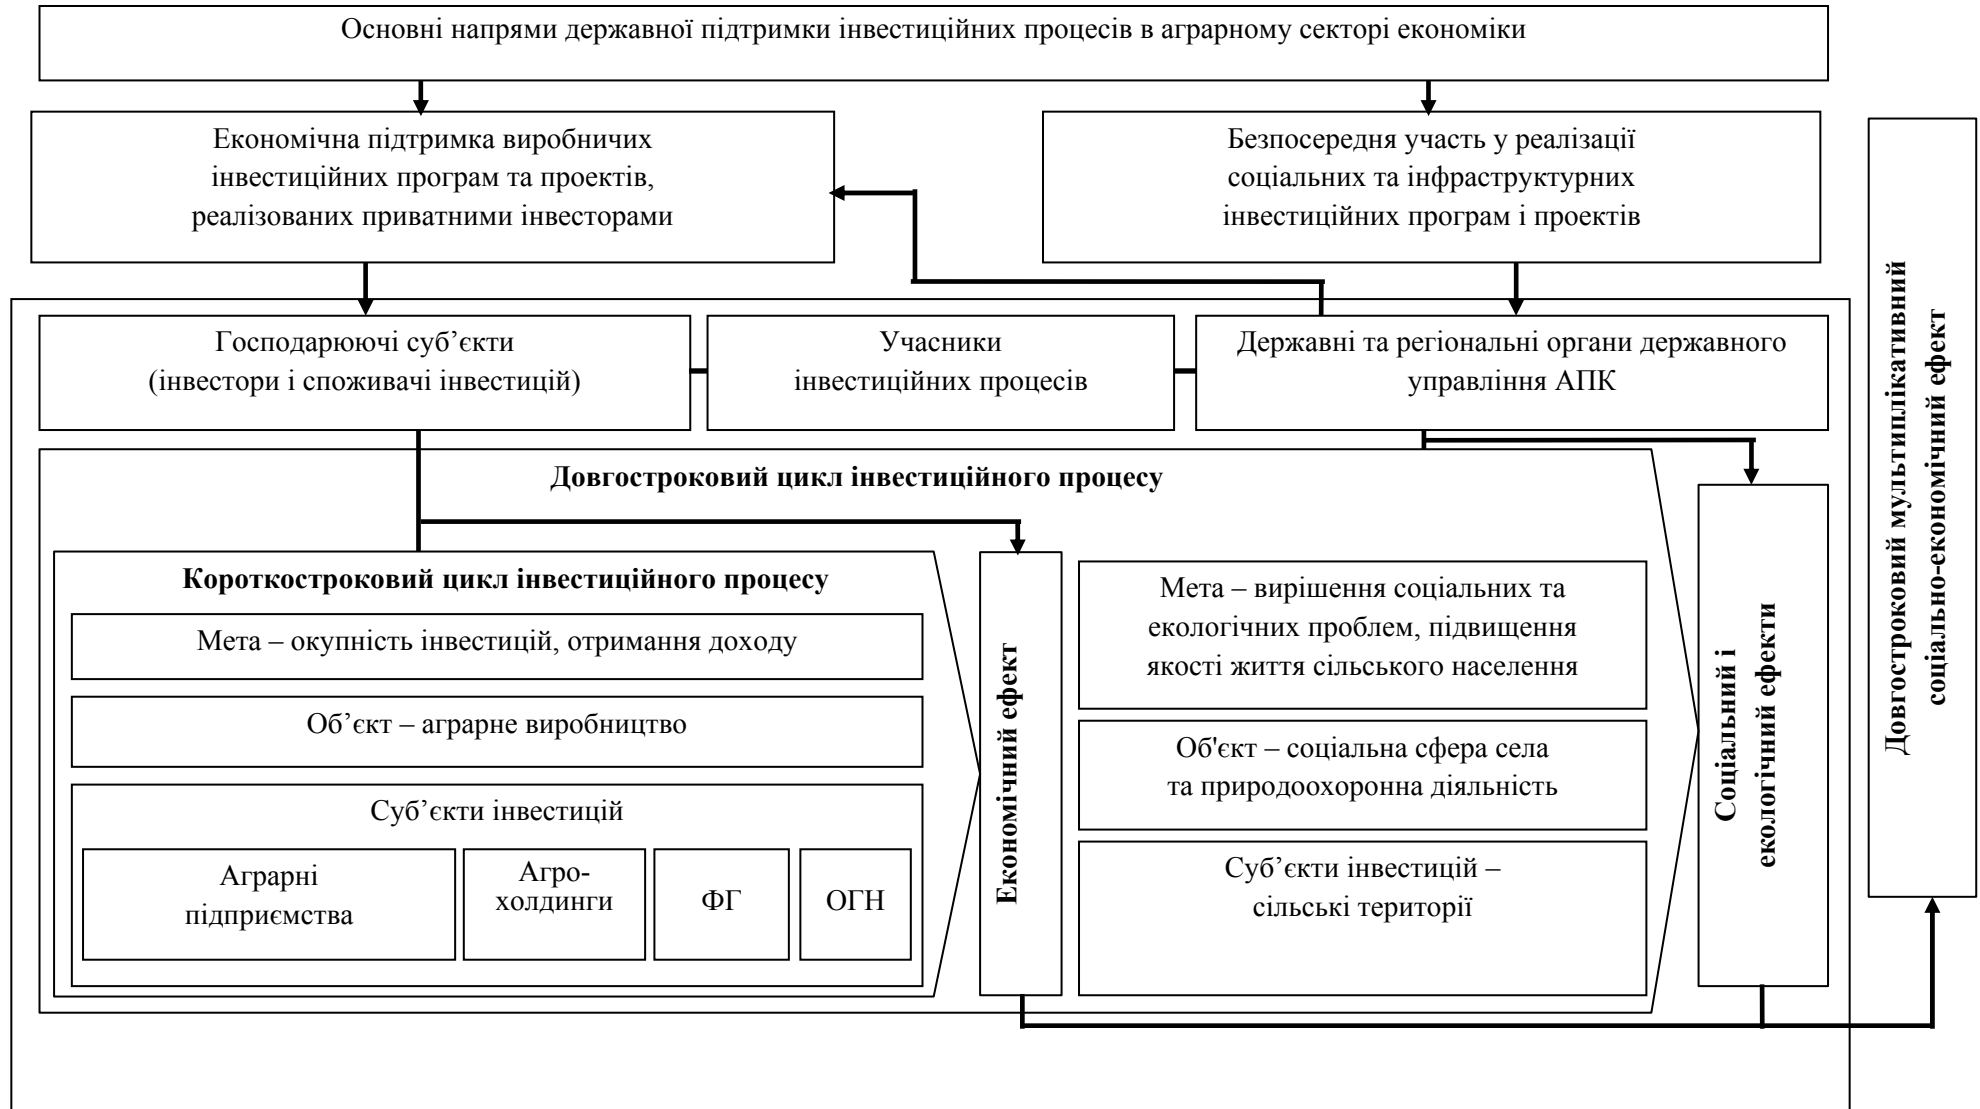 Основні напрями державної підтримки інвестиційних процесів в аграрному секторі економіки
Економічна підтримка виробничих
інвестиційних програм та проектів,
реалізованих приватними інвесторами
Безпосередня участь у реалізації
соціальних та інфраструктурних
інвестиційних програм і проектів
Господарюючі суб’єкти
(інвестори і споживачі інвестицій)
Учасники
інвестиційних процесів
Державні та регіональні органи державного
управління АПК
Довгостроковий цикл інвестиційного процесу
Короткостроковий цикл інвестиційного процесу
Мета – окупність інвестицій, отримання доходу
Об’єкт – аграрне виробництво
Суб’єкти інвестицій
Аграрні
підприємства
Агро-
холдинги
ФГ
ОГН
Економічний ефект
Мета – вирішення соціальних та
екологічних проблем, підвищення
якості життя сільського населення
Об'єкт – соціальна сфера села
та природоохоронна діяльність
Суб’єкти інвестицій –
сільські території
Соціальний і
екологічний ефекти
Довгостроковий мультиплікативний
соціально-економічний ефект